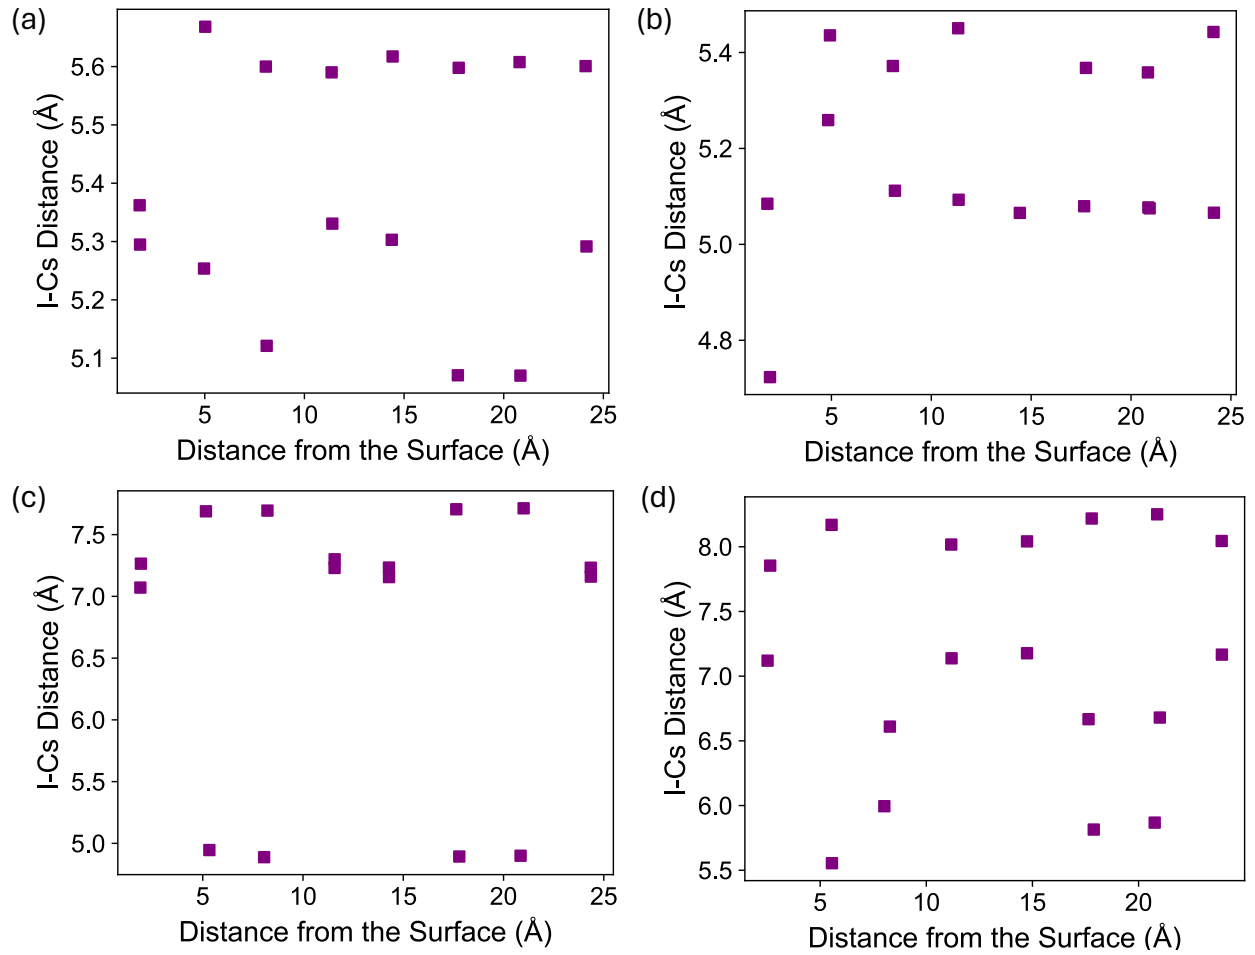 (a)
I-Cs Distance (Å)
5.6
5.5
5.4
5.3
5.2
5.1
5 10 15 20 25
Distance from the Surface (Å)
(b)
I-Cs Distance (Å)
5.4
5.2
5.0
4.8
5 10 15 20 25
Distance from the Surface (Å)
(c)
I-Cs Distance (Å)
7.5
7.0
6.5
6.0
5.5
5.0
5 10 15 20 25
Distance from the Surface (Å)
(d)
I-Cs Distance (Å)
8.0
7.5
7.0
6.5
6.0
5.5
5 10 15 20
Distance from the Surface (Å)